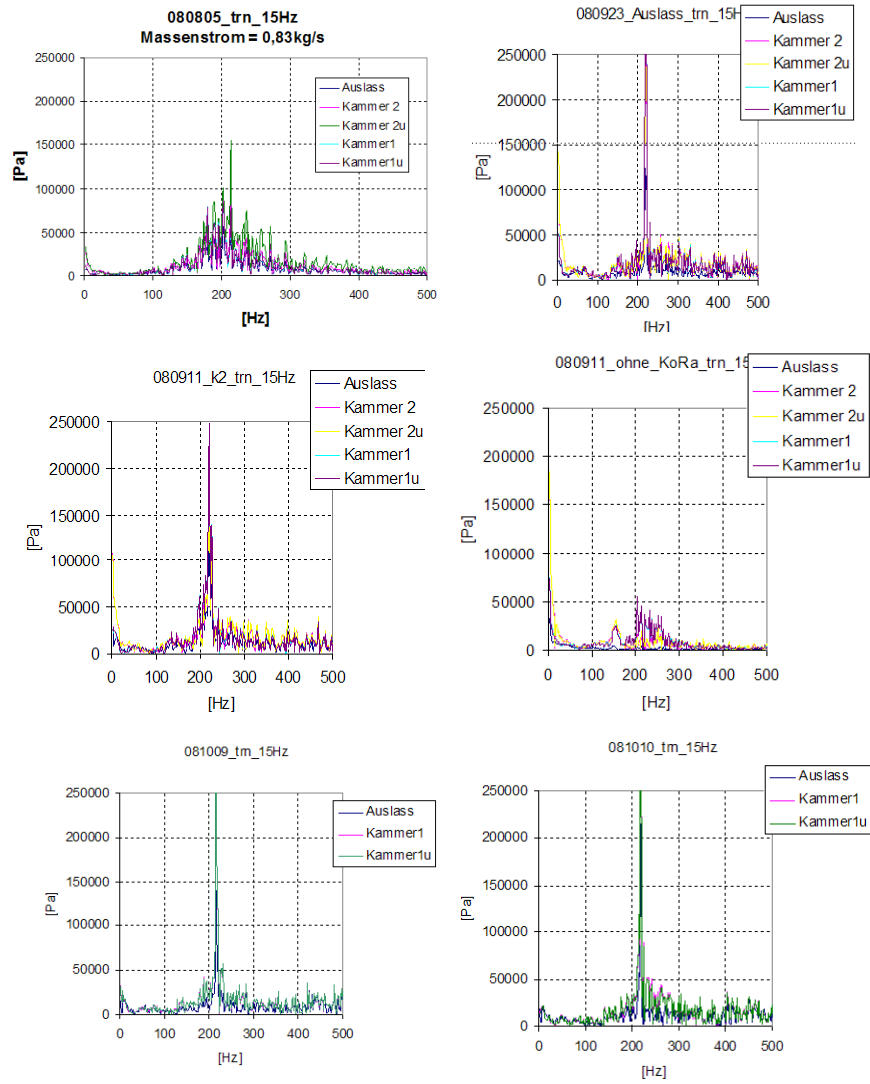 080805_trn_15Hz
Massenstrom = 0,83kg/s
[Pa]
250000
200000
150000
100000
50000
0
0 100 200 300 400 500
[Hz]
Auslass
Kammer 2
Kammer 2u
Kammer1
Kammer1u
080923_Auslass_trn_15H
[Pa]
250000
200000
150000
100000
50000
0
0 100 200 300 400 500
[Hz]
Auslass
Kammer 2
Kammer 2u
Kammer1
Kammer1u
080911_k2_trn_15Hz
[Pa]
250000
200000
150000
100000
50000
0
0 100 200 300 400 500
[Hz]
Auslass
Kammer 2
Kammer 2u
Kammer1
Kammer1u
080911_ohne_KoRa_trn_15
[Pa]
250000
200000
150000
100000
50000
0
0 100 200 300 400 500
[Hz]
Auslass
Kammer 2
Kammer 2u
Kammer1
Kammer1u
081009_trn_15Hz
[Pa]
250000
200000
150000
100000
50000
0
0 100 200 300 400 500
[Hz]
Auslass
Kammer1
Kammer1u
081010_trn_15Hz
[Pa]
250000
200000
150000
100000
50000
0
0 100 200 300 400 500
[Hz]
Auslass
Kammer1
Kammer1u